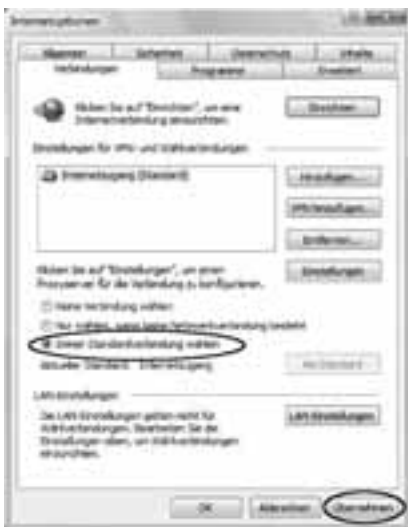 Internetoptionen
Allgemein Sicherheit Datenschutz Inhalte
Verbindungen Programme Erweitert
Klicken Sie auf "Einrichten", um eine
Internetverbindung einzurichten.
Einrichten
Einstellungen für VPN- und Wählverbindungen
Internetzugang (Standard)
Hinzufügen...
VPN hinzufügen...
Entfernen...
Klicken Sie auf "Einstellungen", um einen
Proxyserver für die Verbindung zu konfigurieren.
Einstellungen
Keine Verbindung wählen
Nur wählen, wenn keine Netzwerkverbindung besteht
Immer Standardverbindung wählen
Aktueller Standard: Internetzugang
Als Standard
LAN-Einstellungen
Die LAN-Einstellungen gelten nicht für
Wählverbindungen. Bearbeiten Sie die
Einstellungen oben, um Wählverbindungen
einzurichten.
LAN-Einstellungen
OK Abbrechen Übernehmen